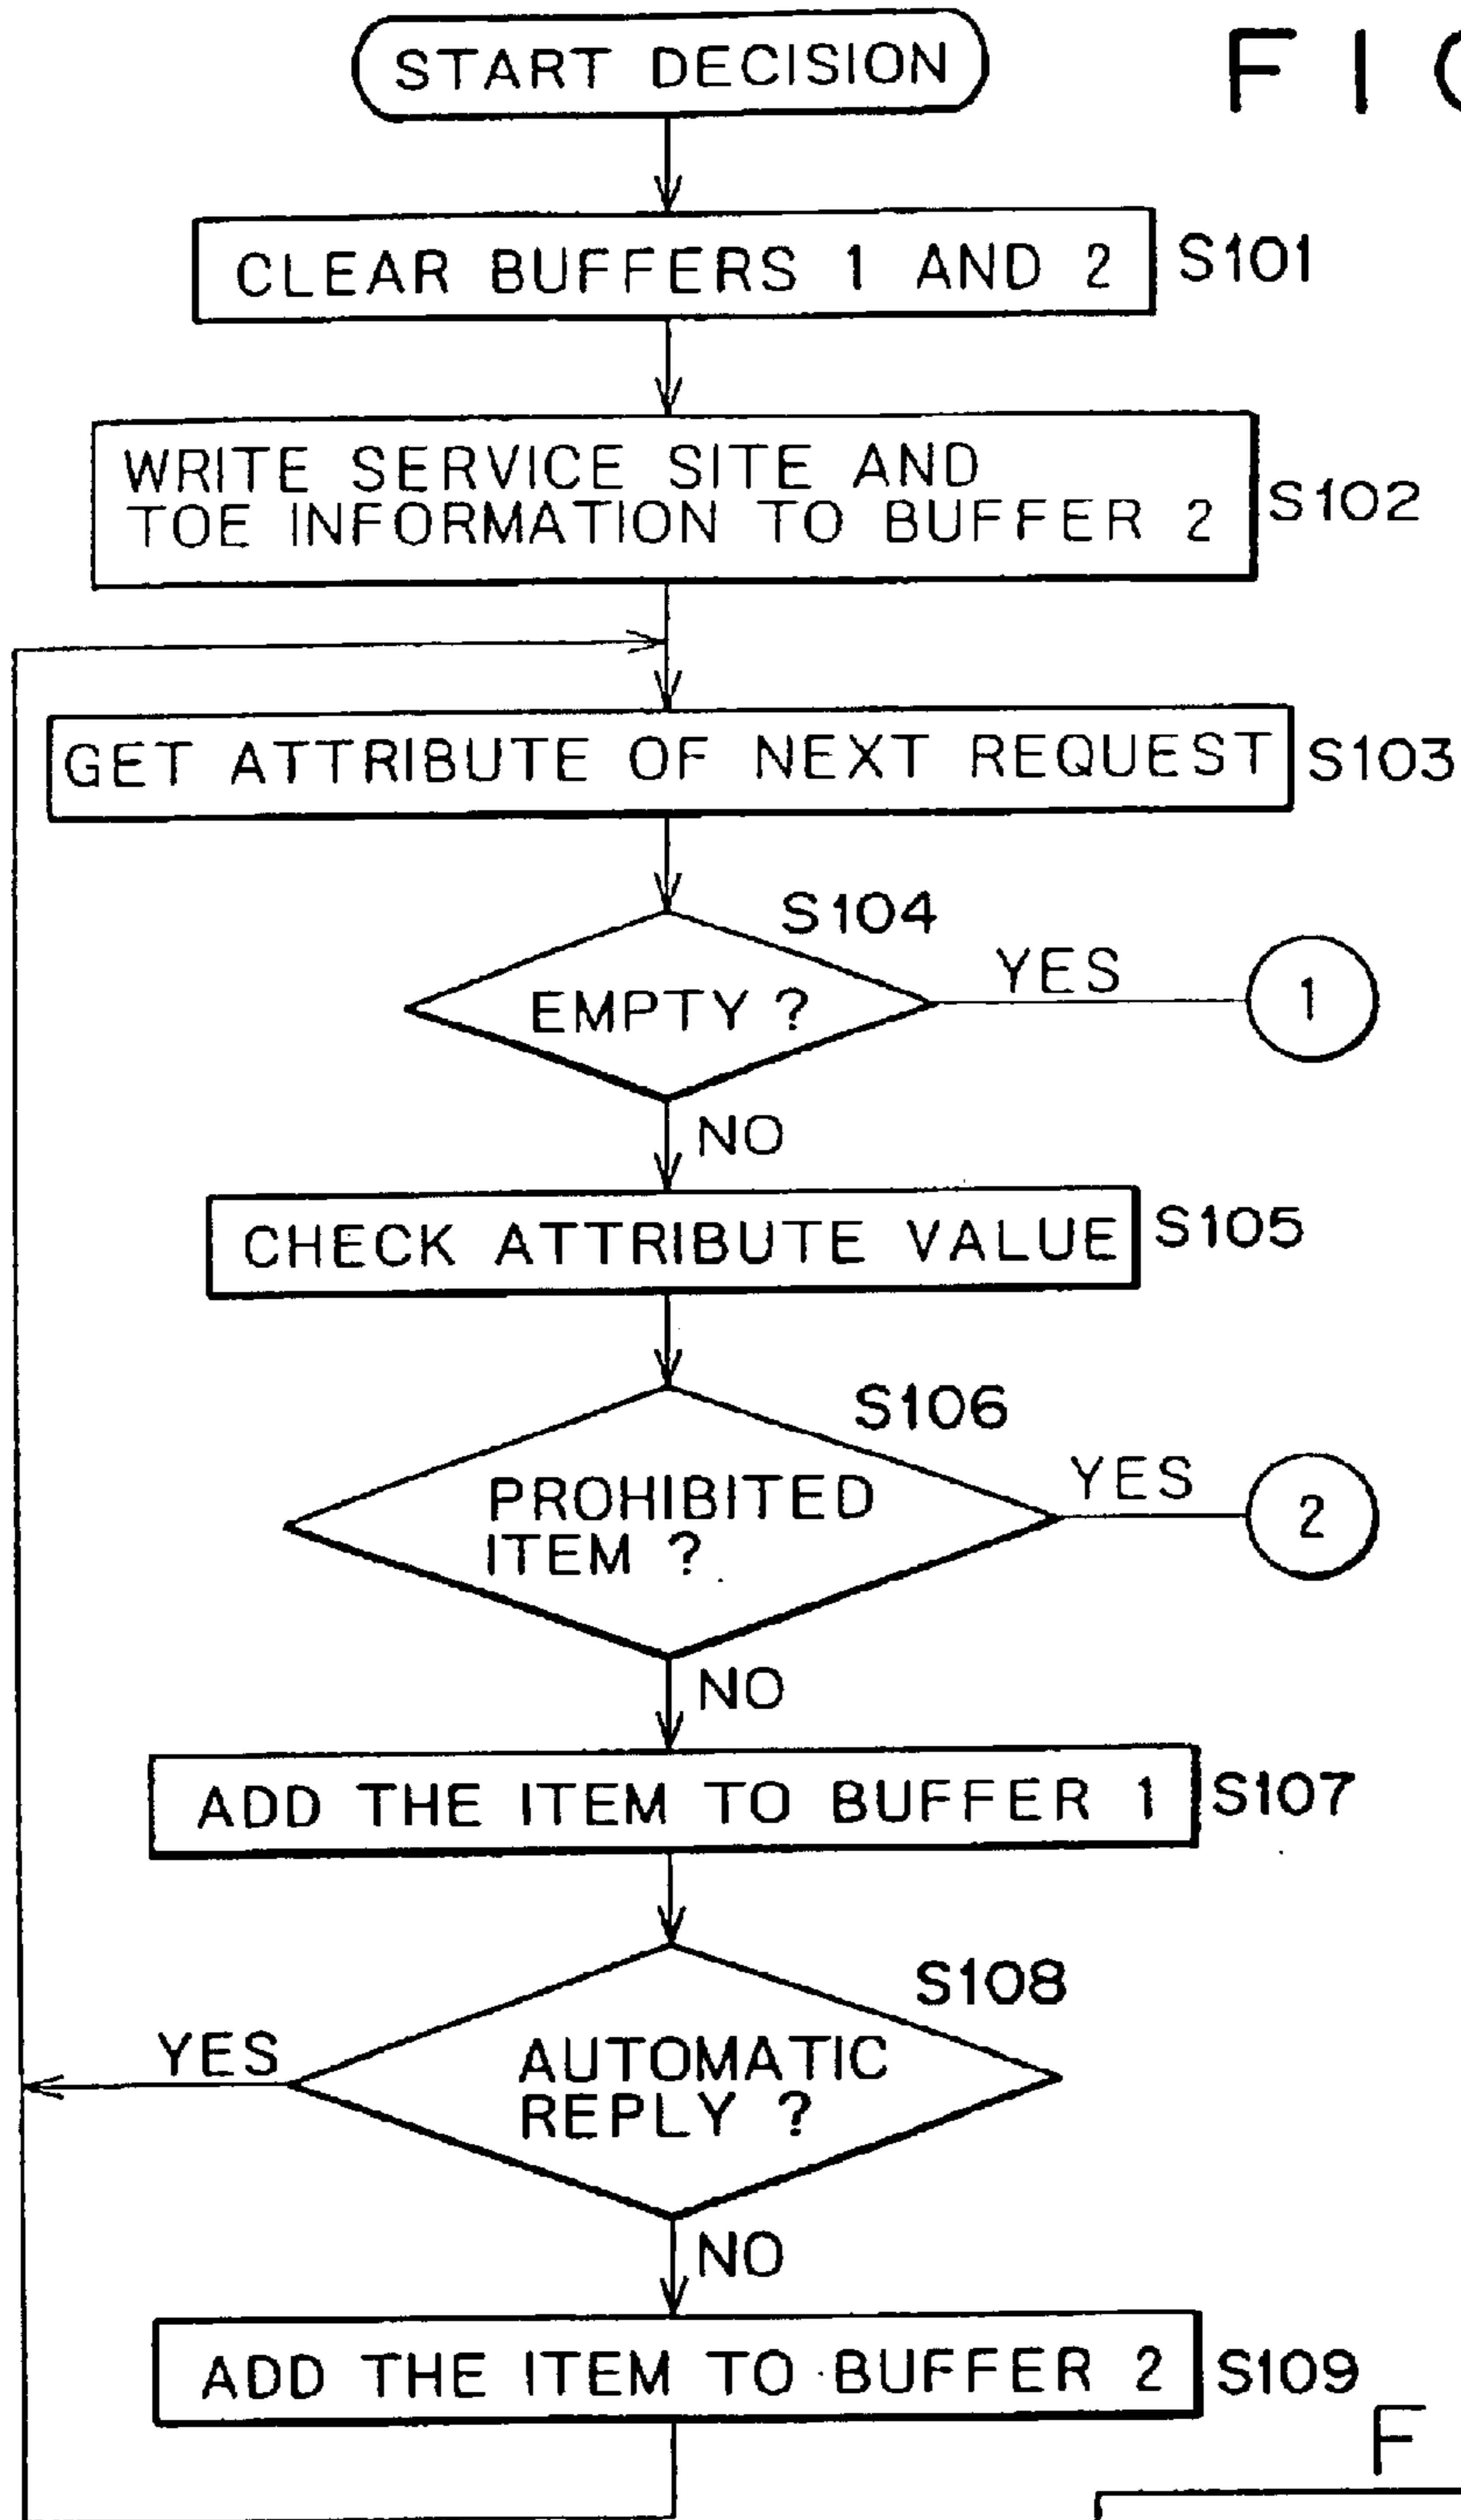 START DECISION
FI
CLEAR BUFFERS 1 AND 2
S101
WRITE SERVICE SITE AND
TOE INFORMATION TO BUFFER 2
S102
GET ATTRIBUTE OF NEXT REQUEST
S103
S104
EMPTY ?
YES
1
NO
CHECK ATTRIBUTE VALUE
S105
S106
PROHIBITED
ITEM ?
YES
2
NO
ADD THE ITEM TO BUFFER 1
S107
S108
AUTOMATIC
REPLY ?
YES
NO
ADD THE ITEM TO BUFFER 2
S109
F